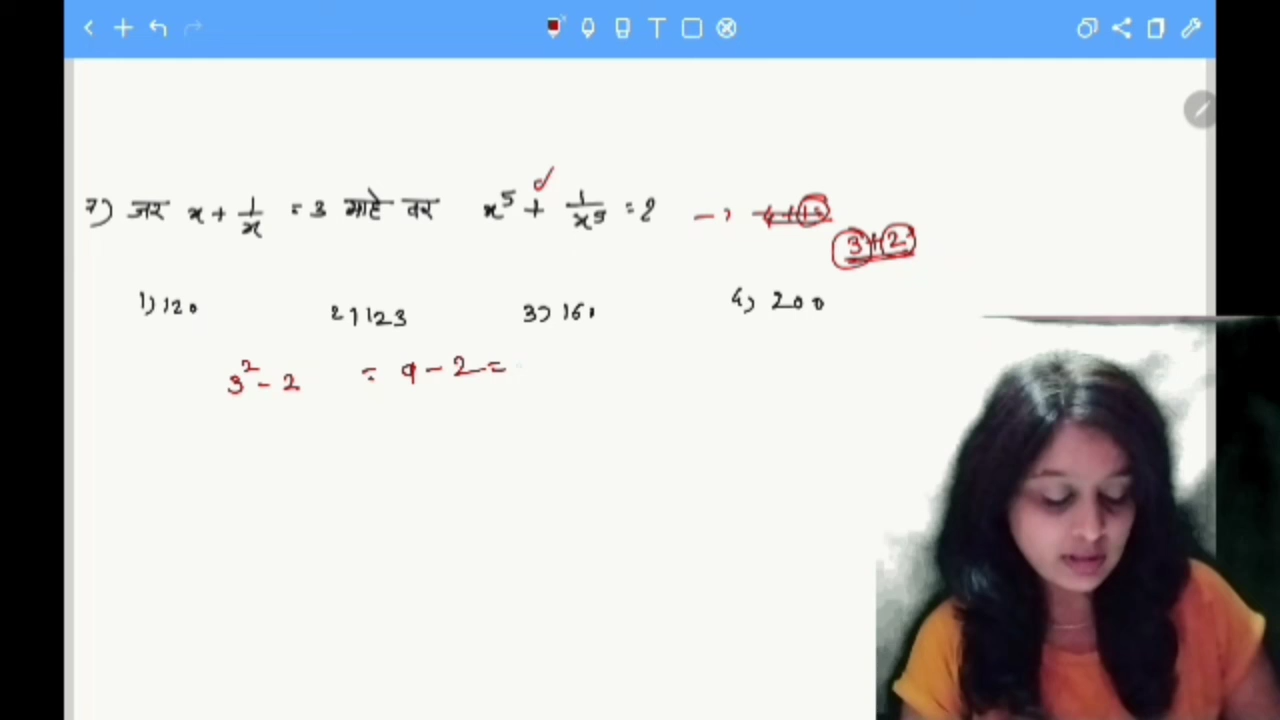 7) जर x + 1/x = 3 आहे तर x⁵ + 1/x⁵ = ? → 3+2
1) 120 2) 123 3) 160 4) 200
3² - 2 = 9 - 2 =